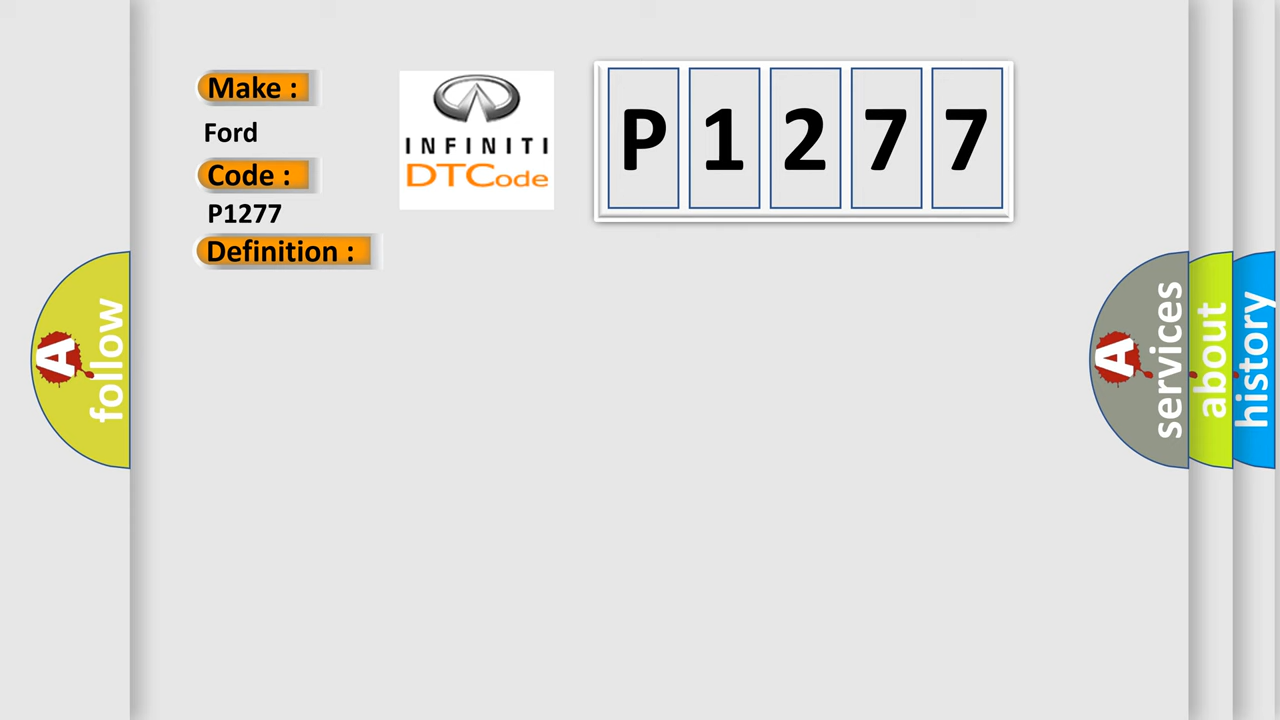 Make :
Ford
Code :
P1277
Definition :
INFINITI
DTCode
P 1 2 7 7
A
follow
A
services
about
history